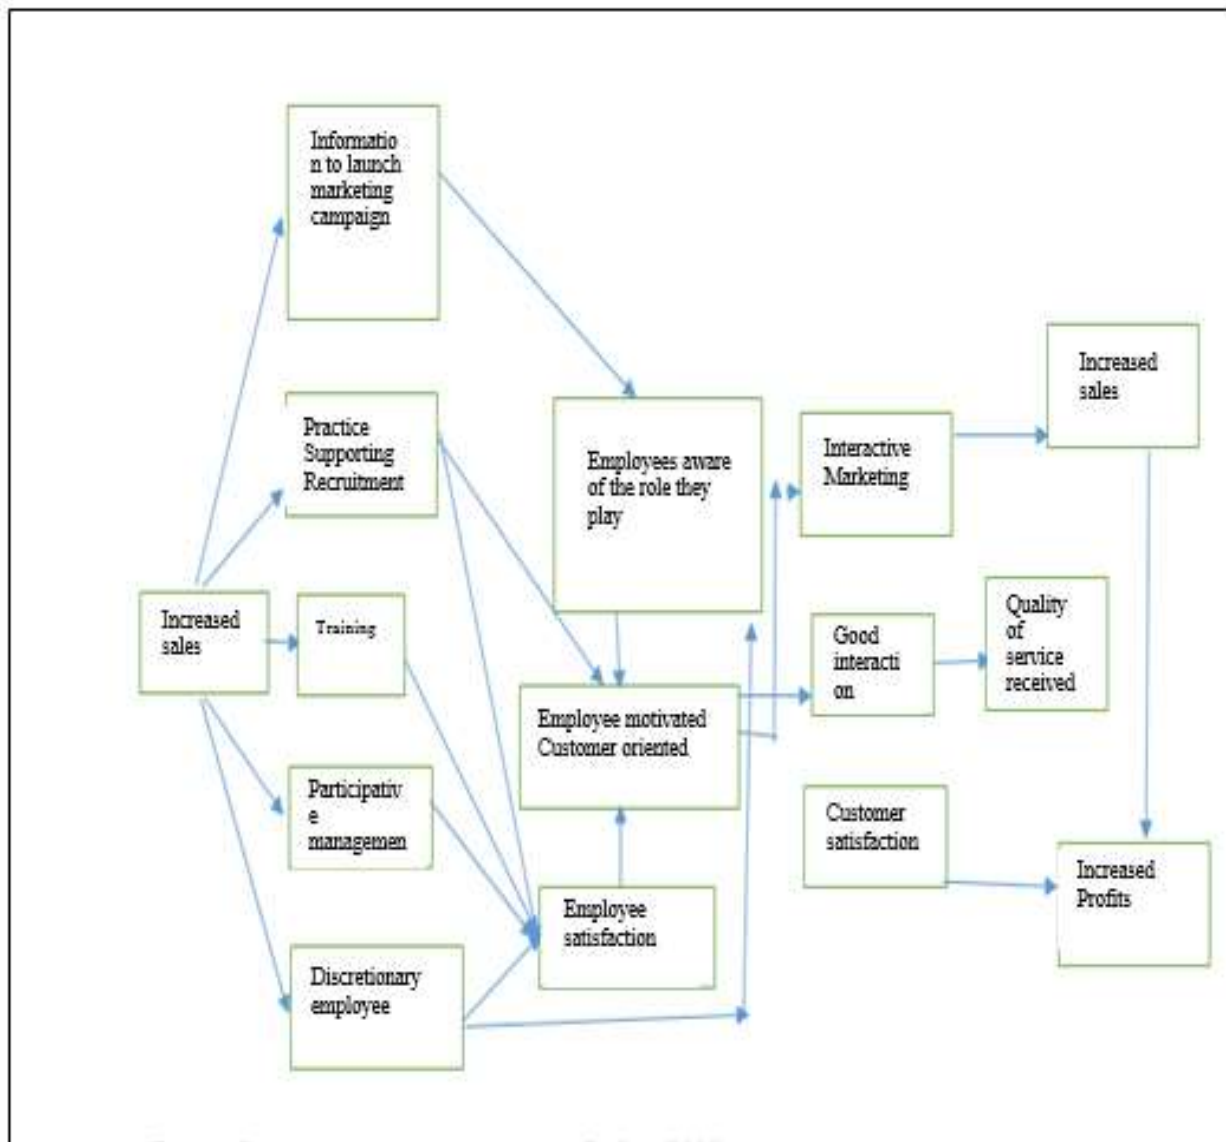 Informatio
n to launch
marketing
campaign
Practice
Supporting
Recruitment
Increased
sales
Training
Participativ
e
managemen
Discretionary
employee
Employees aware
of the role they
play
Employee motivated
Customer oriented
Employee
satisfaction
Interactive
Marketing
Good
interacti
on
Customer
satisfaction
Increased
sales
Quality
of
service
received
Increased
Profits